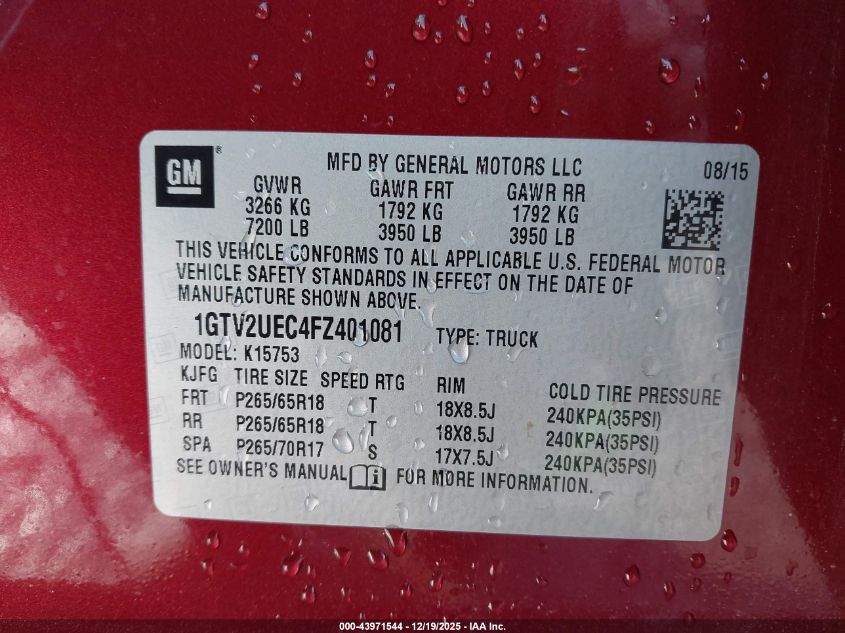 GM
®
MFD BY GENERAL MOTORS LLC 08/15
GVWR GAWR FRT GAWR RR
3266 KG 1792 KG 1792 KG
7200 LB 3950 LB 3950 LB
THIS VEHICLE CONFORMS TO ALL APPLICABLE U.S. FEDERAL MOTOR
VEHICLE SAFETY STANDARDS IN EFFECT ON THE DATE OF
MANUFACTURE SHOWN ABOVE.
1GTV2UEC4FZ401081 TYPE: TRUCK
MODEL: K15753
KJFG TIRE SIZE SPEED RTG RIM COLD TIRE PRESSURE
FRT P265/65R18 T 18X8.5J 240KPA(35PSI)
RR P265/65R18 T 18X8.5J 240KPA(35PSI)
SPA P265/70R17 S 17X7.5J 240KPA(35PSI)
SEE OWNER'S MANUAL FOR MORE INFORMATION.
000-43971544 - 12/19/2025 - IAA Inc.